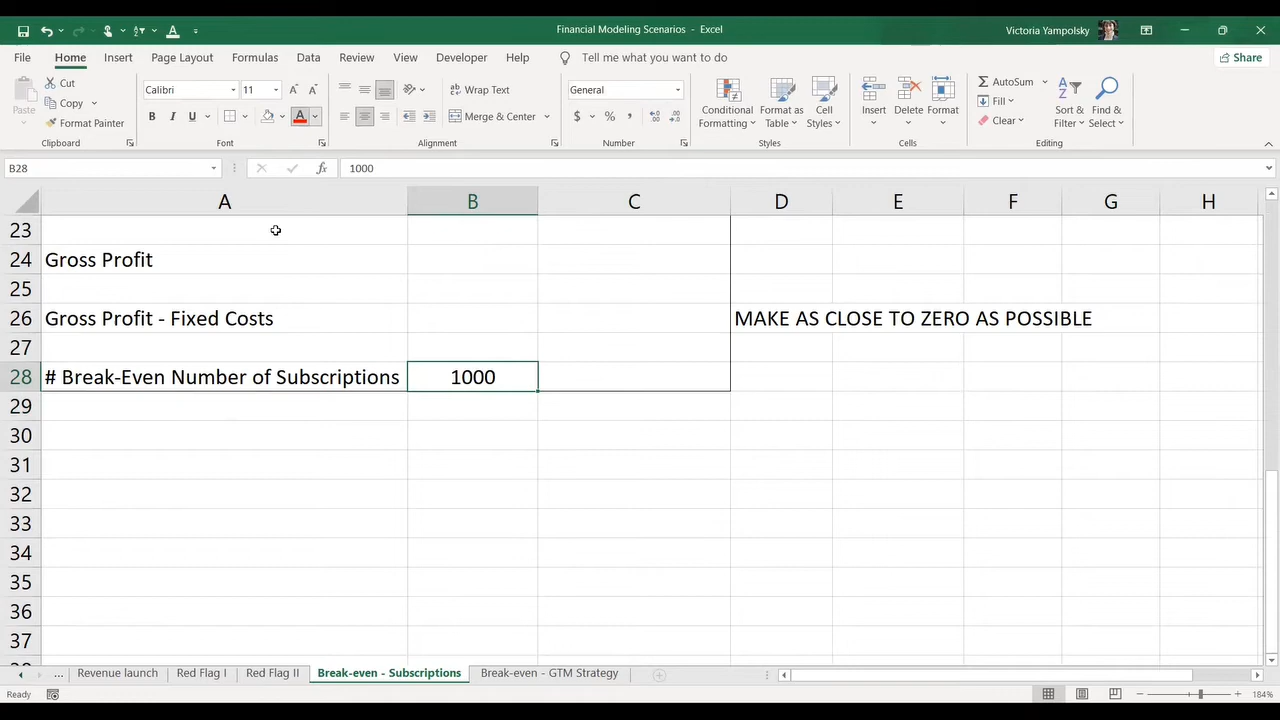 Financial Modeling Scenarios - Excel
Victoria Yampolsky
File Home Insert Page Layout Formulas Data Review View Developer Help Tell me what you want to do Share
Paste
Cut
Copy
Format Painter
Clipboard
Calibri 11 A A
B I U A
Font
ab Wrap Text
Merge & Center
Alignment
General
$ % ,
Number
Conditional Formatting
Format as Table
Cell Styles
Styles
Insert Delete Format
Cells
AutoSum
Fill
Clear
Sort & Filter
Find & Select
Editing
B28 fx 1000
A B C D E F G H
23
24 Gross Profit
25
26 Gross Profit - Fixed Costs MAKE AS CLOSE TO ZERO AS POSSIBLE
27
28 # Break-Even Number of Subscriptions 1000
29
30
31
32
33
34
35
36
37
... Revenue launch Red Flag I Red Flag II Break-even - Subscriptions Break-even - GTM Strategy
Ready 184%